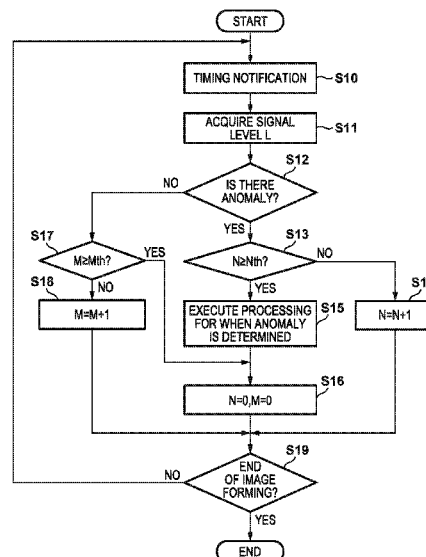 START
TIMING NOTIFICATION
S10
ACQUIRE SIGNAL
LEVEL L
S11
S12
IS THERE
ANOMALY?
NO
YES
S17
M≥Mth?
YES
NO
S13
N≥Nth?
NO
YES
S18
M=M+1
EXECUTE PROCESSING
FOR WHEN ANOMALY
IS DETERMINED
S15
S1
N=N+1
N=0,M=0
S16
S19
END
OF IMAGE
FORMING?
NO
YES
END